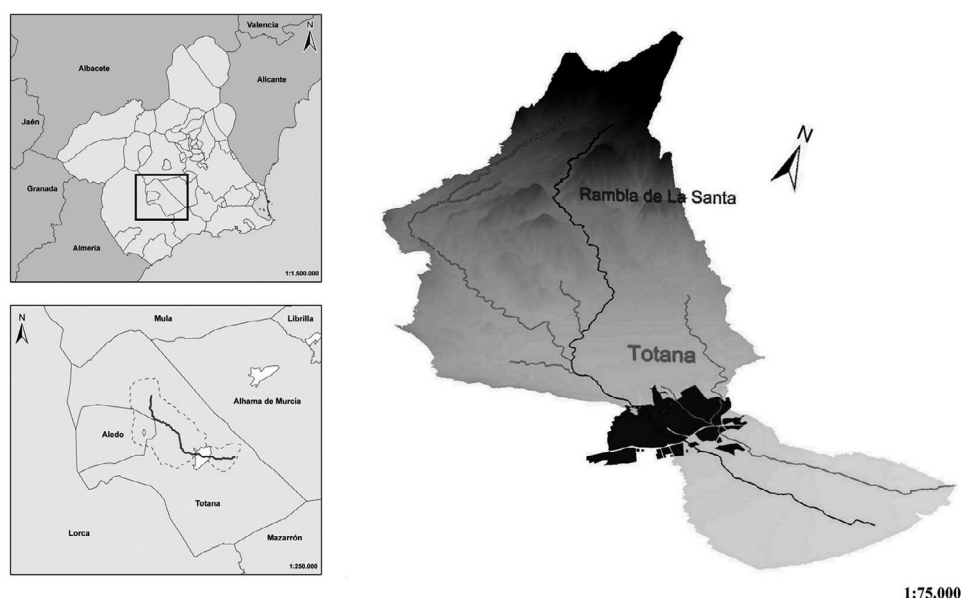 Valencia
N
Albacete
Alicante
Jaén
Granada
Almería
1:1.500.000
N
Mula
Librilla
Alhama de Murcia
Aledo
Totana
Lorca
Mazarrón
1:250.000
N
Rambla de La Santa
Totana
1:75.000